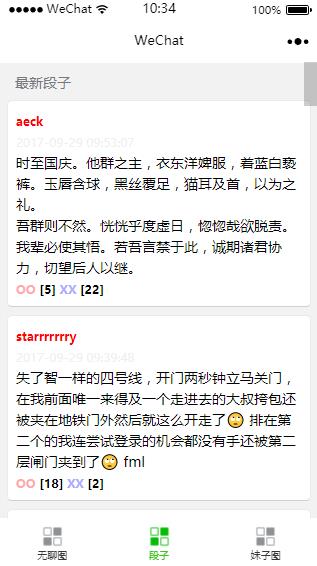 WeChat 10:34 100%
WeChat
最新段子
aeck
2017-09-29 09:53:07
时至国庆。他群之主，衣东洋婢服，着蓝白亵
裤。玉唇含球，黑丝覆足，猫耳及首，以为之
礼。
吾群则不然。恍恍乎度虚日，惚惚哉欲脱责。
我辈必使其悟。若吾言禁于此，诚期诸君协
力，切望后人以继。
OO [5] XX [22]
starrrrrrry
2017-09-29 09:39:48
失了智一样的四号线，开门两秒钟立马关门，
在我前面唯一来得及一个走进去的大叔挎包还
被夹在地铁门外然后就这么开走了🙄 排在第
二个的我连尝试登录的机会都没有手还被第二
层闸门夹到了🙄 fml
OO [18] XX [2]
无聊图 段子 妹子图